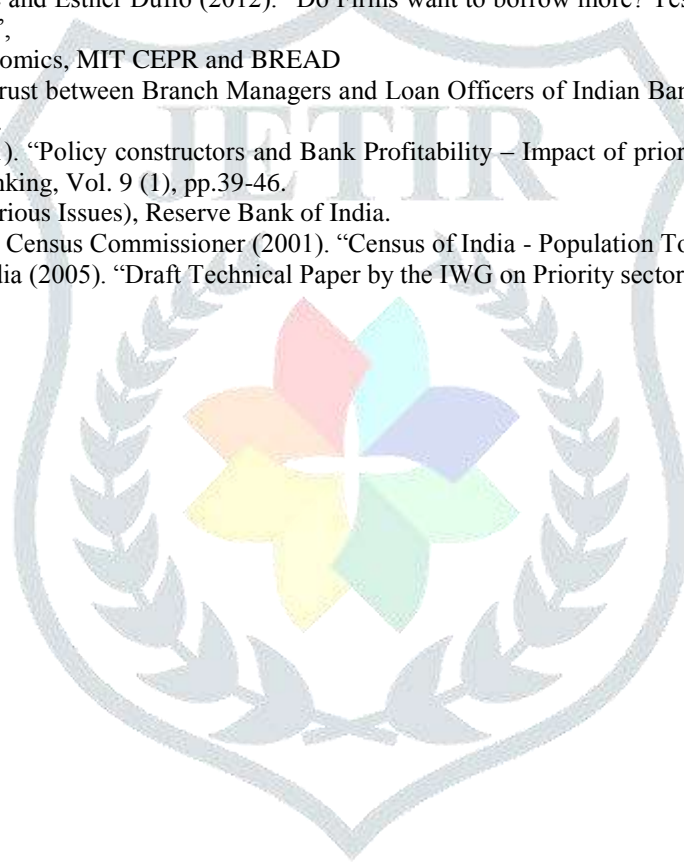 and Esther Duflo (2012). "Do Firms want to borrow more?
”,
omics, MIT CEPR and BREAD
rust between Branch Managers and Loan Officers of Indian Ban
). “Policy constructors and Bank Profitability – Impact of prior
nking, Vol. 9 (1), pp.39-46.
rious Issues), Reserve Bank of India.
Census Commissioner (2001). “Census of India - Population To
dia (2005). “Draft Technical Paper by the IWG on Priority sector
JETIR